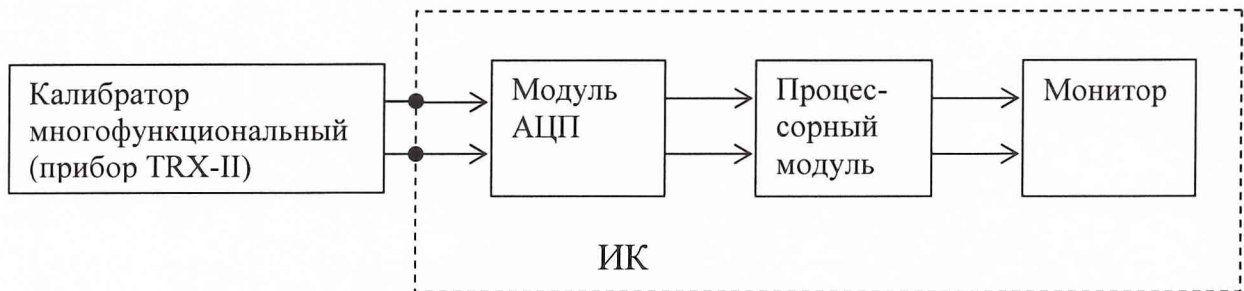 Калибратор
многофункциональный
(прибор TRX-II)
Модуль
АЦП
Процес-
сорный
модуль
Монитор
ИК